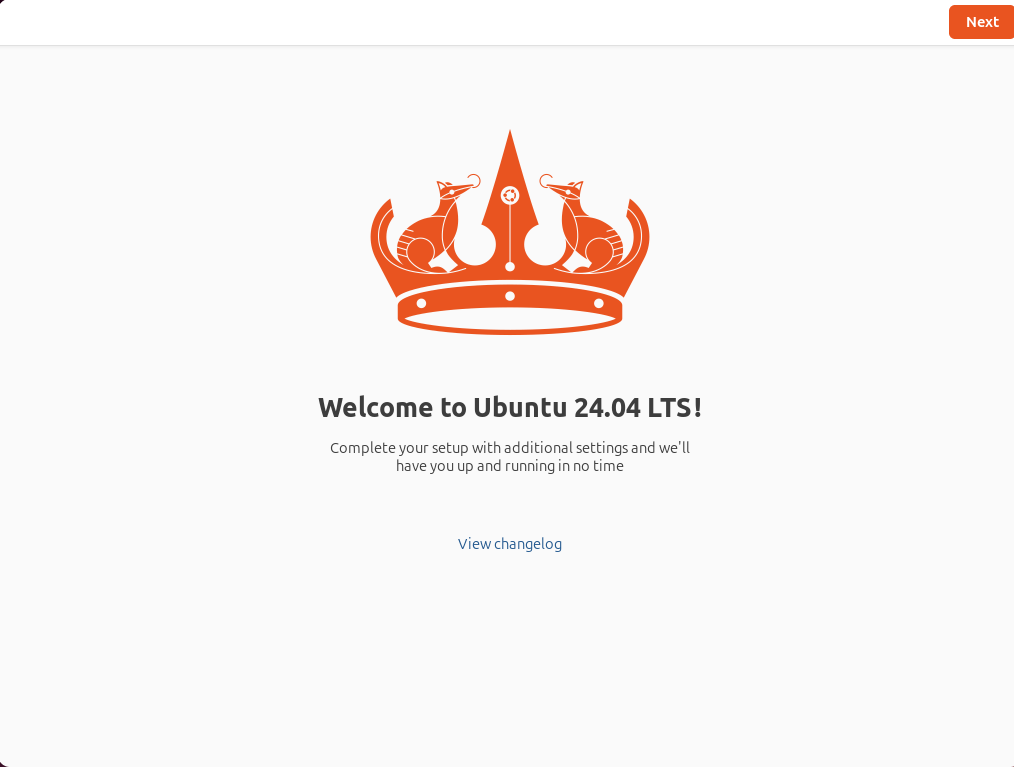 Next
Welcome to Ubuntu 24.04 LTS!
Complete your setup with additional settings and we'll
have you up and running in no time
View changelog